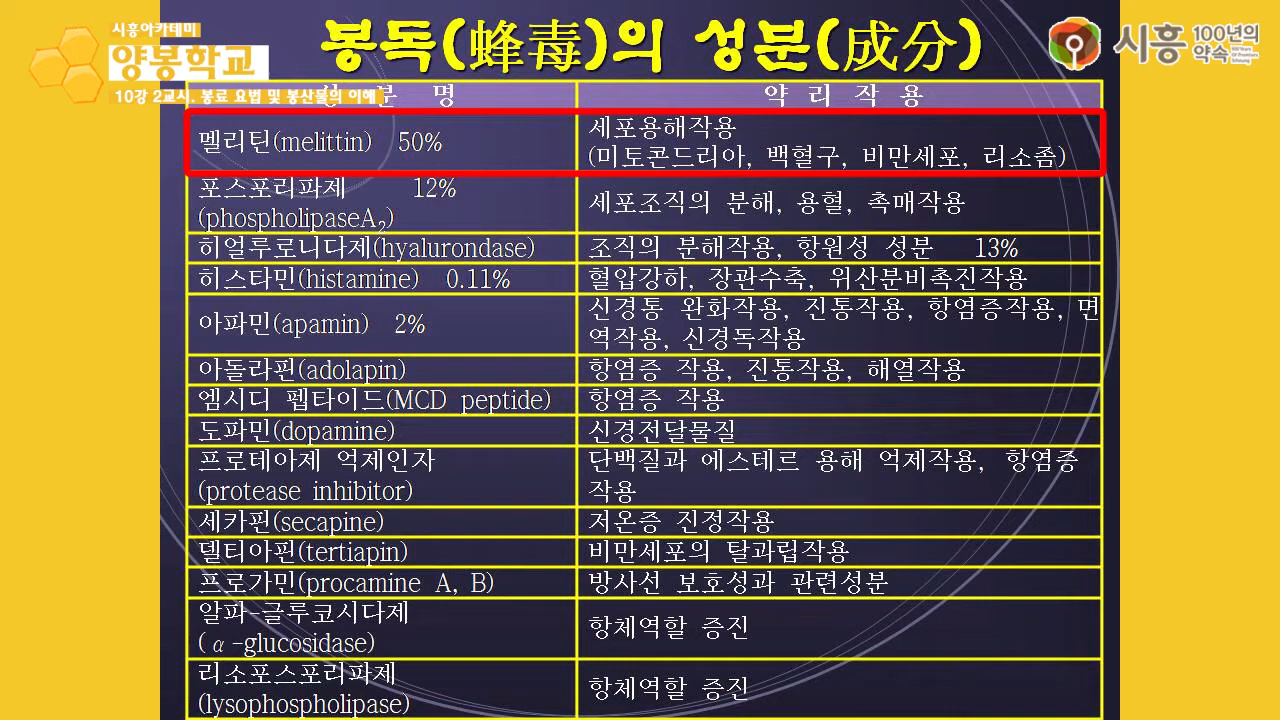 시흥아카데미
양봉학교
10강 2교시. 봉료 요법 및 봉산물의 이해
봉독(蜂毒)의 성분(成分)
시흥 100년의
약속
분 명 약 리 작 용
멜리틴(melittin) 50% 세포용해작용
(미토콘드리아, 백혈구, 비만세포, 리소좀)
포스포리파제 12%
(phospholipaseA₂) 세포조직의 분해, 용혈, 촉매작용
히얼루로니다제(hyalurondase) 조직의 분해작용, 항원성 성분 13%
히스타민(histamine) 0.11% 혈압강하, 장관수축, 위산분비촉진작용
아파민(apamin) 2% 신경통 완화작용, 진통작용, 항염증작용, 면
역작용, 신경독작용
아돌라핀(adolapin) 항염증 작용, 진통작용, 해열작용
엠시디 펩타이드(MCD peptide) 항염증 작용
도파민(dopamine) 신경전달물질
프로테아제 억제인자
(protease inhibitor) 단백질과 에스테르 용해 억제작용, 항염증
작용
세카핀(secapine) 저온증 진정작용
델티아핀(tertiapin) 비만세포의 탈과립작용
프로가민(procamine A, B) 방사선 보호성과 관련성분
알파-글루코시다제
(α-glucosidase) 항체역할 증진
리소포스포리파제
(lysophospholipase) 항체역할 증진